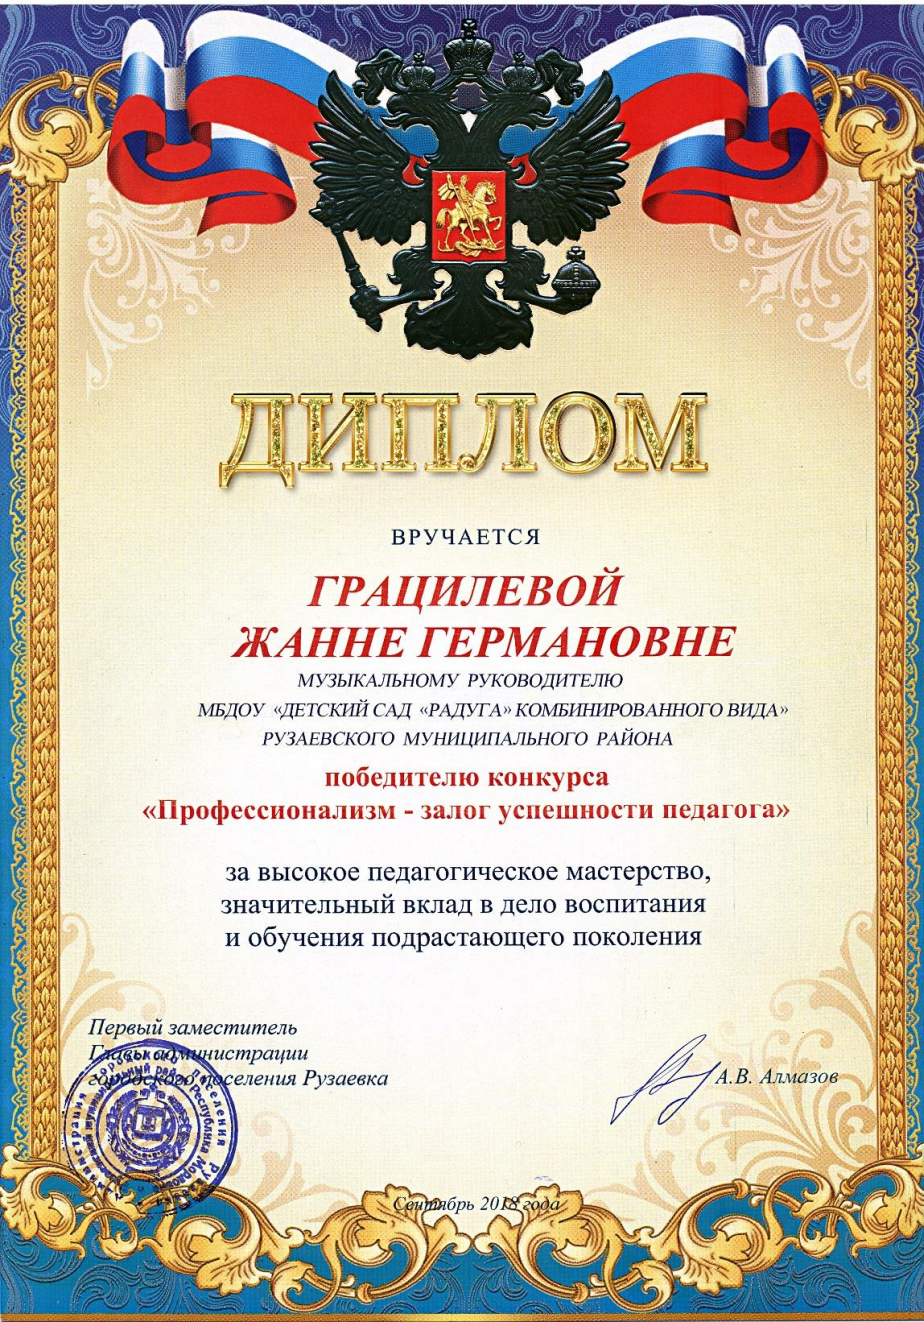 ДИПЛОМ
ВРУЧАЕТСЯ
ГРАЦИЛЕВОЙ
ЖАННЕ ГЕРМАНОВНЕ
МУЗЫКАЛЬНОМУ РУКОВОДИТЕЛЮ
МБДОУ «ДЕТСКИЙ САД «РАДУГА» КОМБИНИРОВАННОГО ВИДА»
РУЗАЕВСКОГО МУНИЦИПАЛЬНОГО РАЙОНА
победителю конкурса
«Профессионализм - залог успешности педагога»
за высокое педагогическое мастерство,
значительный вклад в дело воспитания
и обучения подрастающего поколения
Первый заместитель
Главы администрации
городского поселения Рузаевка
А.В. Алмазов
Сентябрь 2018 года